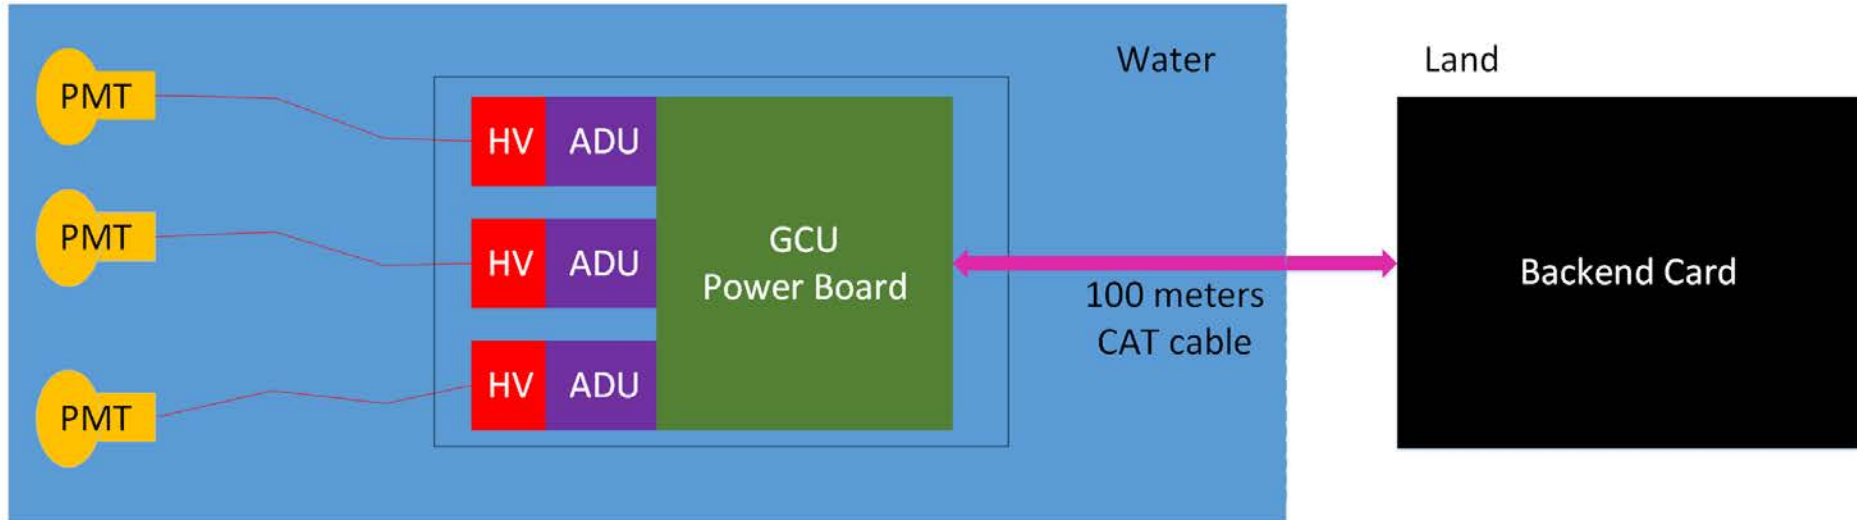 Water
Land
PMT
HV
ADU
PMT
HV
ADU
GCU
Power Board
100 meters
CAT cable
Backend Card
PMT
HV
ADU